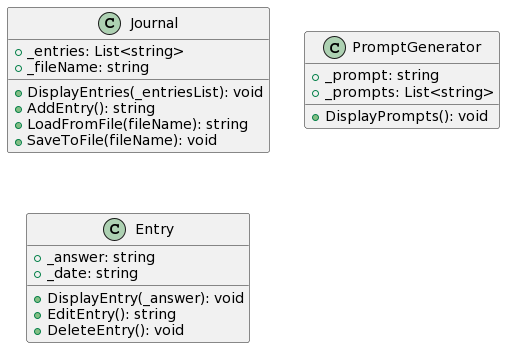 C Journal
_entries: List<string>
_fileName: string
DisplayEntries(_entriesList): void
AddEntry(): string
LoadFromFile(fileName): string
SaveToFile(fileName): void
C PromptGenerator
_prompt: string
_prompts: List<string>
DisplayPrompts(): void
C Entry
_answer: string
_date: string
DisplayEntry(_answer): void
EditEntry(): string
DeleteEntry(): void